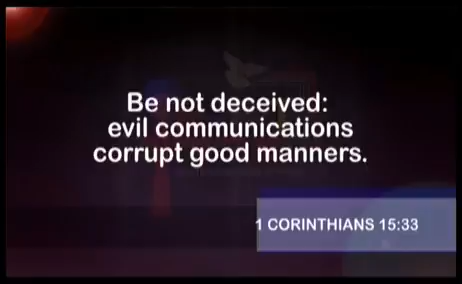 Be not deceived:
evil communications
corrupt good manners.
1 CORINTHIANS 15:33